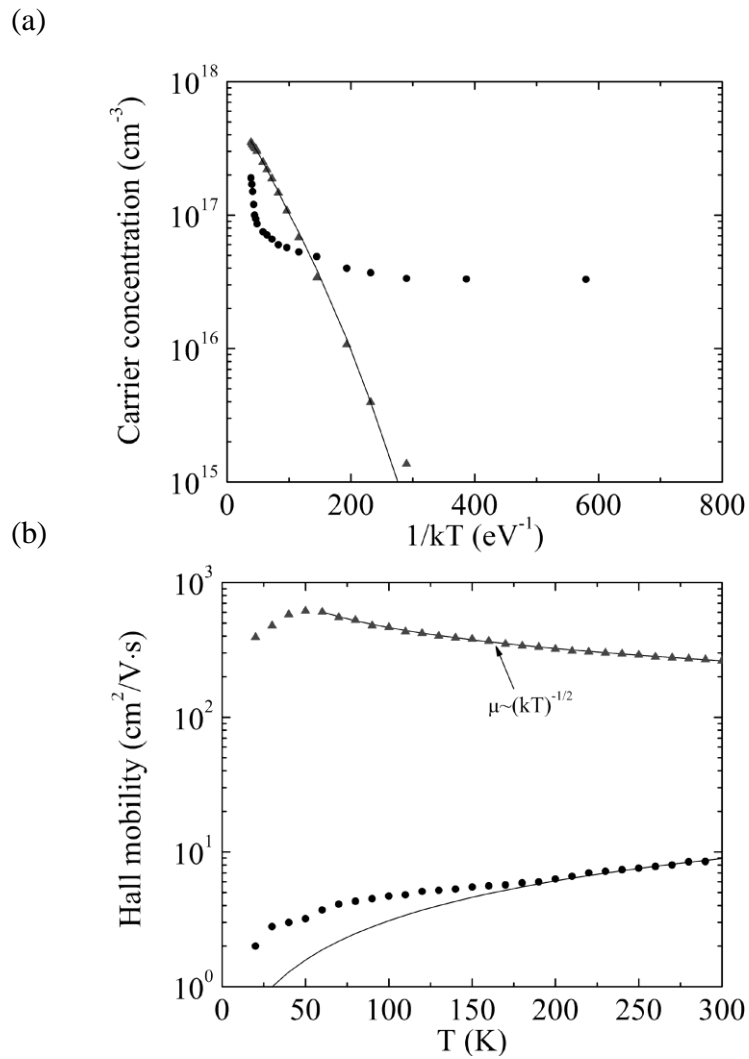 (a)
10^18
10^17
10^16
10^15
Carrier concentration (cm^-3)
0 200 400 600 800
1/kT (eV^-1)
(b)
10^3
10^2
10^1
10^0
Hall mobility (cm^2/V·s)
μ~(kT)^-1/2
0 50 100 150 200 250 300
T (K)